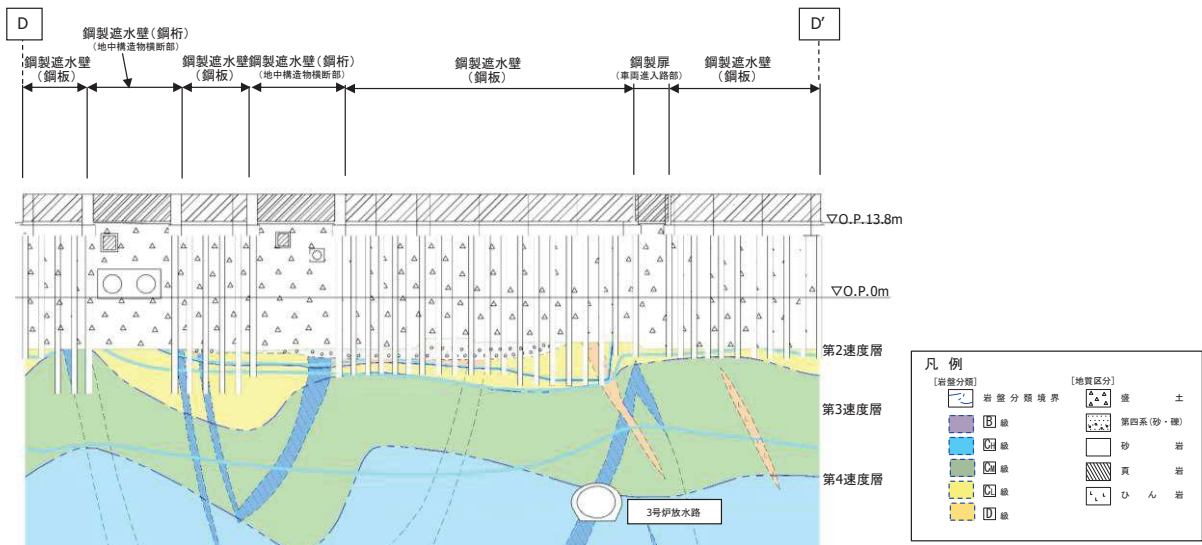 D
D'
鋼製遮水壁(鋼桁)
(地中構造物横断部)
鋼製遮水壁
(鋼板)
鋼製遮水壁
(鋼板)
鋼製遮水壁(鋼桁)
(地中構造物横断部)
鋼製遮水壁
(鋼板)
鋼製扉
(車両進入路部)
鋼製遮水壁
(鋼板)
▽O.P.13.8m
▽O.P.0m
第2速度層
第3速度層
第4速度層
3号炉放水路
凡 例
[岩盤分類]
岩盤分類境界
B 級
CH 級
CM 級
CL 級
D 級
[地質区分]
盛 土
第四系(砂・礫)
砂 岩
頁 岩
ひ ん 岩